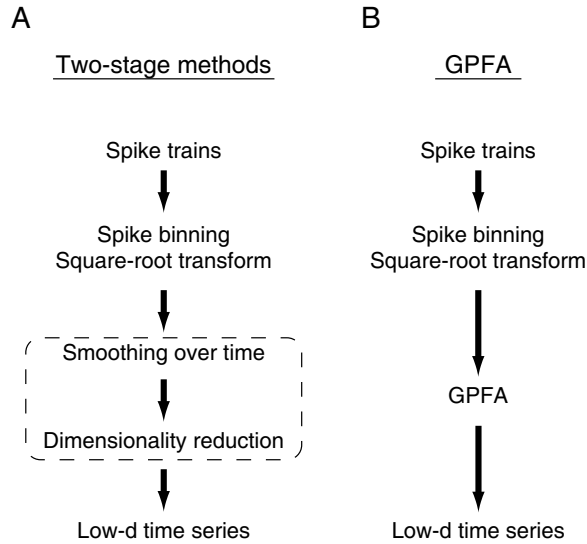 A
Two-stage methods
Spike trains
Spike binning
Square-root transform
Smoothing over time
Dimensionality reduction
Low-d time series
B
GPFA
Spike trains
Spike binning
Square-root transform
GPFA
Low-d time series